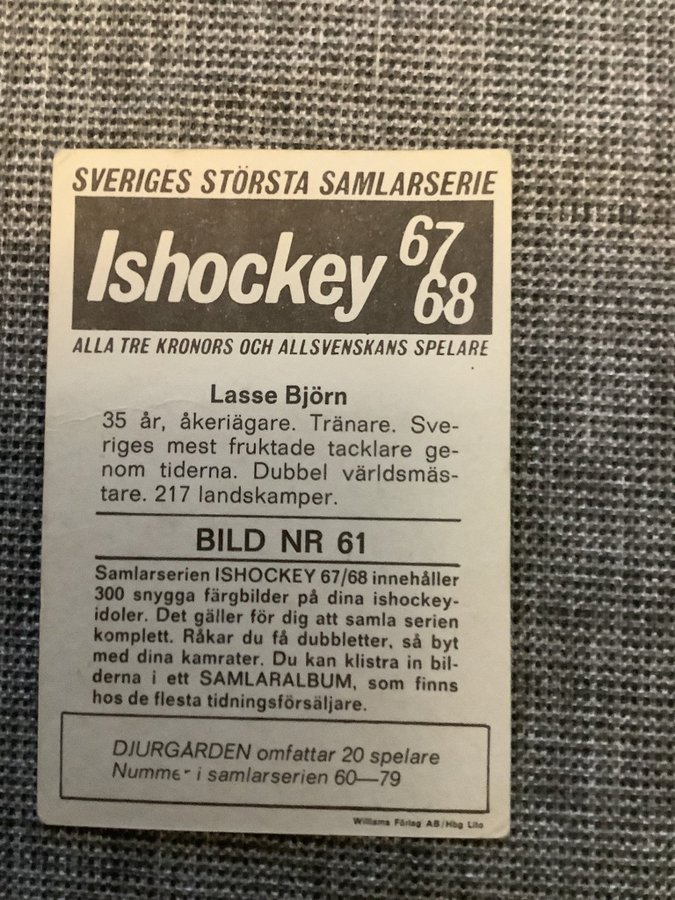 SVERIGES STÖRSTA SAMLARSERIE
Ishockey 67/68
ALLA TRE KRONORS OCH ALLSVENSKANS SPELARE
Lasse Björn
35 år, åkeriägare. Tränare. Sve-
riges mest fruktade tacklare ge-
nom tiderna. Dubbel världsmäs-
tare. 217 landskamper.
BILD NR 61
Samlarserien ISHOCKEY 67/68 innehåller
300 snygga färgbilder på dina ishockey-
idoler. Det gäller för dig att samla serien
komplett. Råkar du få dubbletter, så byt
med dina kamrater. Du kan klistra in bil-
derna i ett SAMLARALBUM, som finns
hos de flesta tidningsförsäljare.
DJURGÅRDEN omfattar 20 spelare
Nummer i samlarserien 60—79
Williams Förlag AB/Hbg Lito